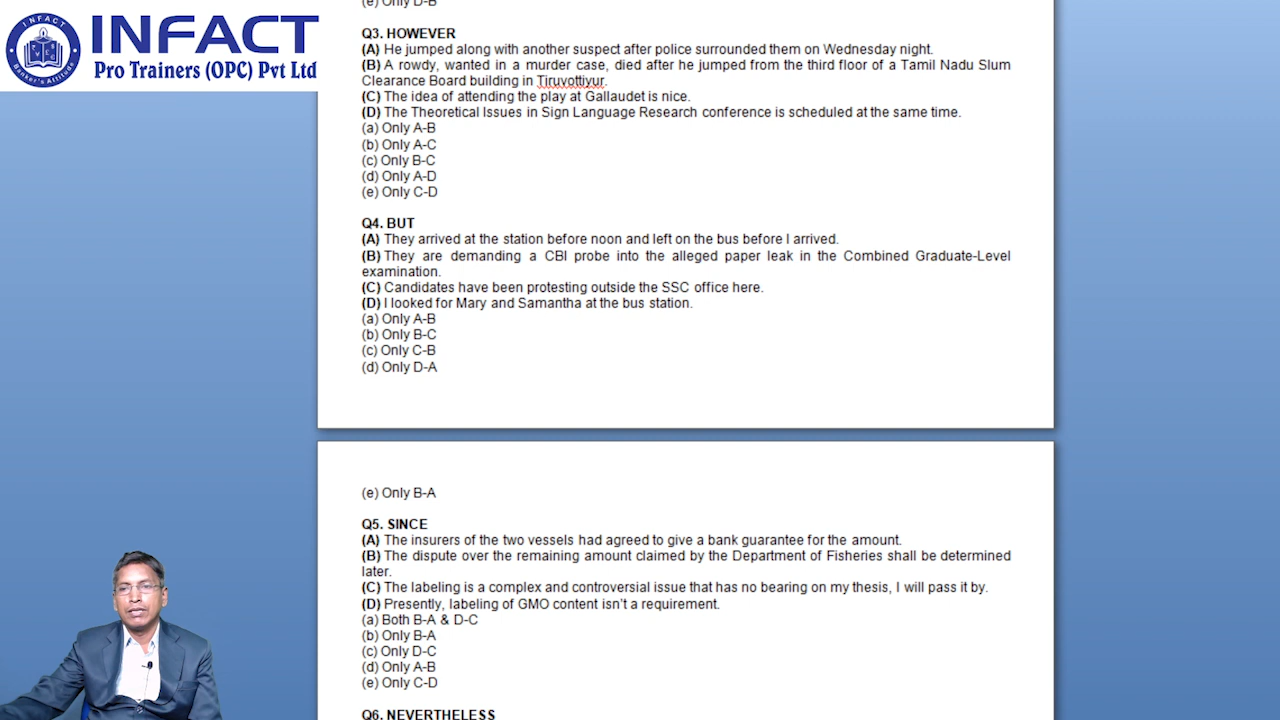 INFACT
INFACT
Pro Trainers (OPC) Pvt Ltd
Banker's Attitude
(e) Only D-B
Q3. HOWEVER
(A) He jumped along with another suspect after police surrounded them on Wednesday night.
(B) A rowdy, wanted in a murder case, died after he jumped from the third floor of a Tamil Nadu Slum
Clearance Board building in Tiruvottiyur.
(C) The idea of attending the play at Gallaudet is nice.
(D) The Theoretical Issues in Sign Language Research conference is scheduled at the same time.
(a) Only A-B
(b) Only A-C
(c) Only B-C
(d) Only A-D
(e) Only C-D
Q4. BUT
(A) They arrived at the station before noon and left on the bus before I arrived.
(B) They are demanding a CBI probe into the alleged paper leak in the Combined Graduate-Level
examination.
(C) Candidates have been protesting outside the SSC office here.
(D) I looked for Mary and Samantha at the bus station.
(a) Only A-B
(b) Only B-C
(c) Only C-B
(d) Only D-A
(e) Only B-A
Q5. SINCE
(A) The insurers of the two vessels had agreed to give a bank guarantee for the amount.
(B) The dispute over the remaining amount claimed by the Department of Fisheries shall be determined
later.
(C) The labeling is a complex and controversial issue that has no bearing on my thesis, I will pass it by.
(D) Presently, labeling of GMO content isn't a requirement.
(a) Both B-A & D-C
(b) Only B-A
(c) Only D-C
(d) Only A-B
(e) Only C-D
Q6. NEVERTHELESS